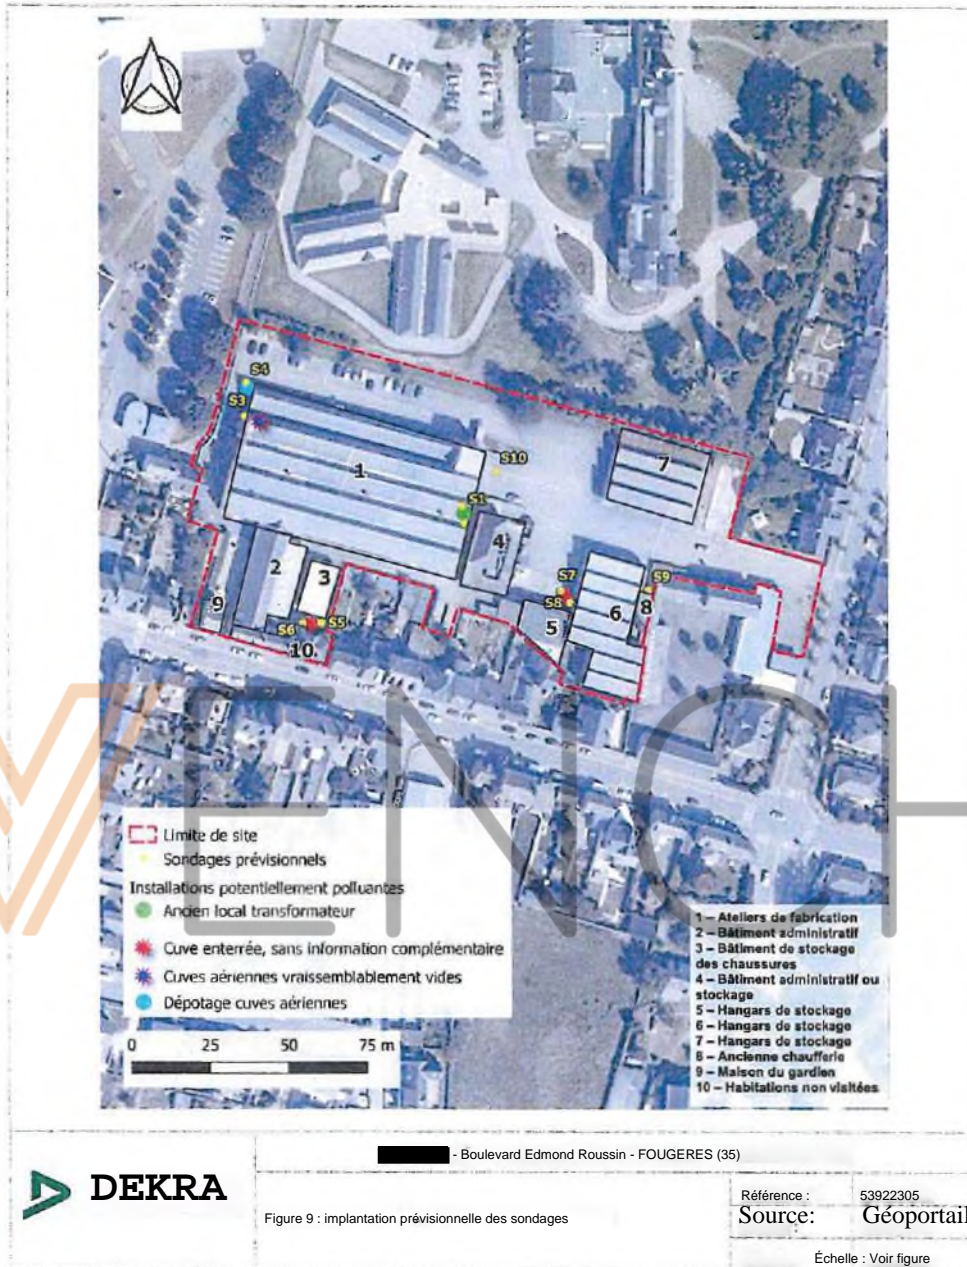 S4
S3
S10
1
7
S1
4
2
3
S7
S9
S8
8
6
9
S6
S5
5
10
VENCH
Limite de site
Sondages prévisionnels
Installations potentiellement polluantes
Ancien local transformateur
Cuve enterrée, sans information complémentaire
Cuves aériennes vraissemblablement vides
Dépotage cuves aériennes
0 25 50 75 m
1 – Ateliers de fabrication
2 – Bâtiment administratif
3 – Bâtiment de stockage
des chaussures
4 – Bâtiment administratif ou
stockage
5 – Hangars de stockage
6 – Hangars de stockage
7 – Hangars de stockage
8 – Ancienne chaufferie
9 – Maison du gardien
10 – Habitations non visitées
- Boulevard Edmond Roussin - FOUGERES (35)
DEKRA
Figure 9 : implantation prévisionnelle des sondages
Référence : 53922305
Source: Géoportail
Échelle : Voir figure